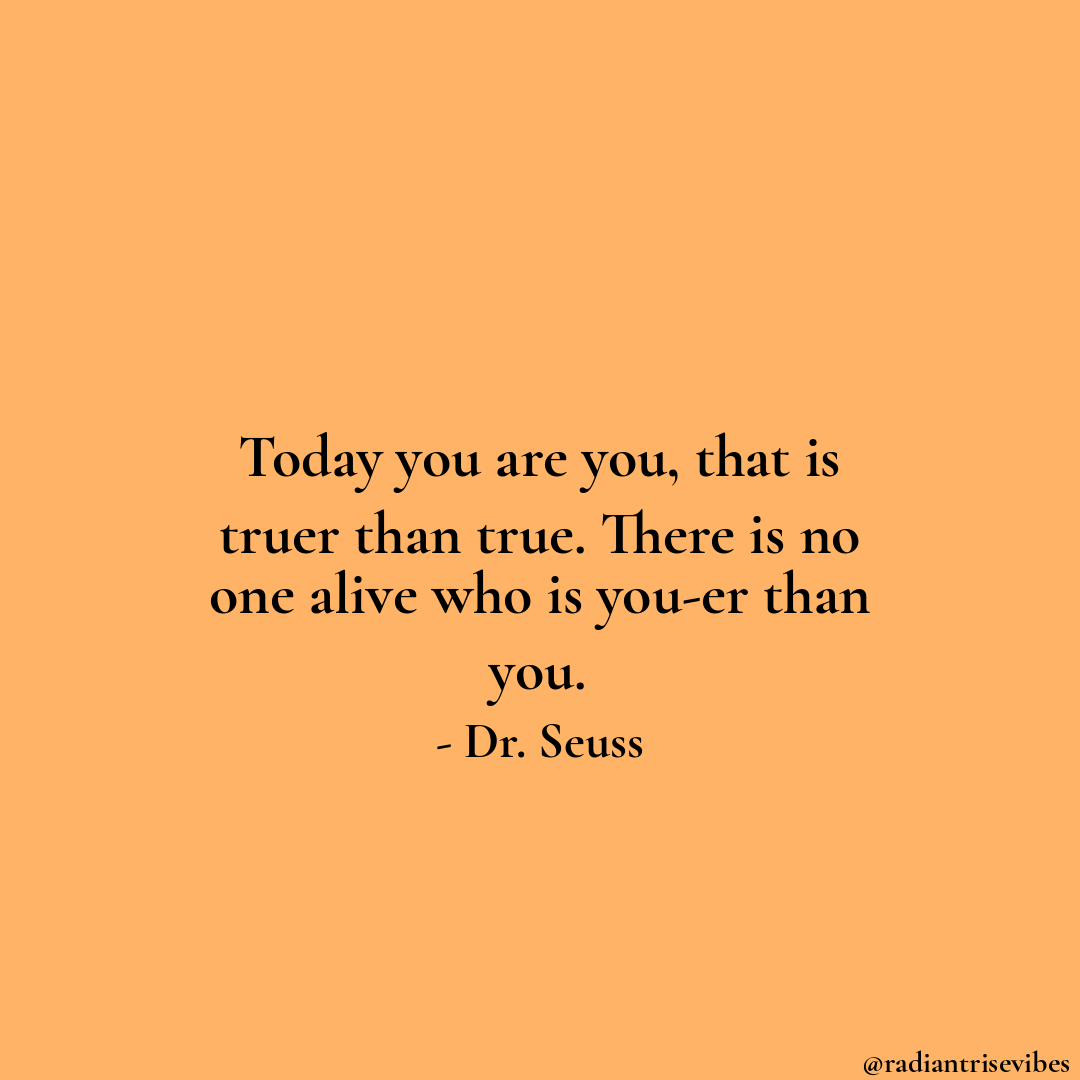 Today you are you, that is
truer than true. There is no
one alive who is you-er than
you.
- Dr. Seuss
@radiantrisevibes